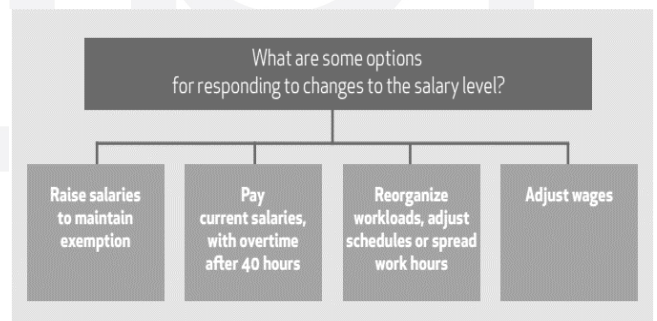 What are some options
for responding to changes to the salary level?
Raise salaries
to maintain
exemption
Pay
current salaries,
with overtime
after 40 hours
Reorganize
workloads, adjust
schedules or spread
work hours
Adjust wages